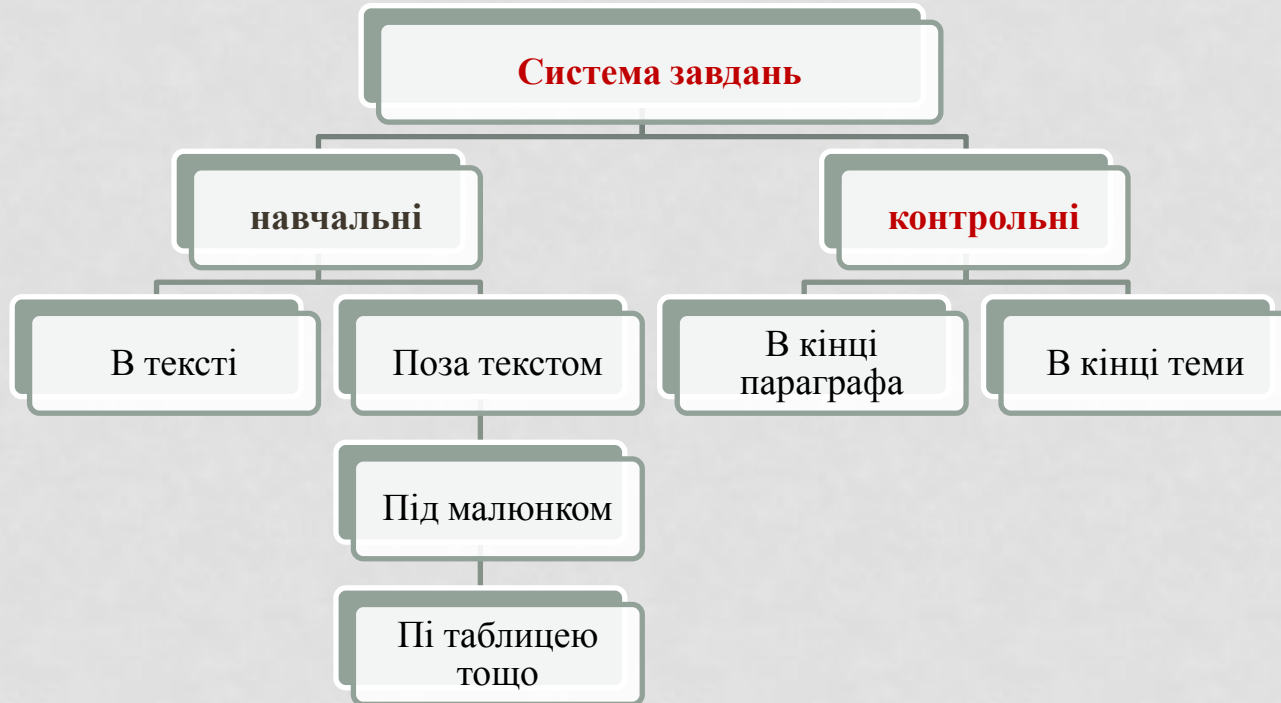 Система завдань
навчальні
контрольні
В тексті
Поза текстом
В кінці
параграфа
В кінці теми
Під малюнком
Пі таблицею
тощо